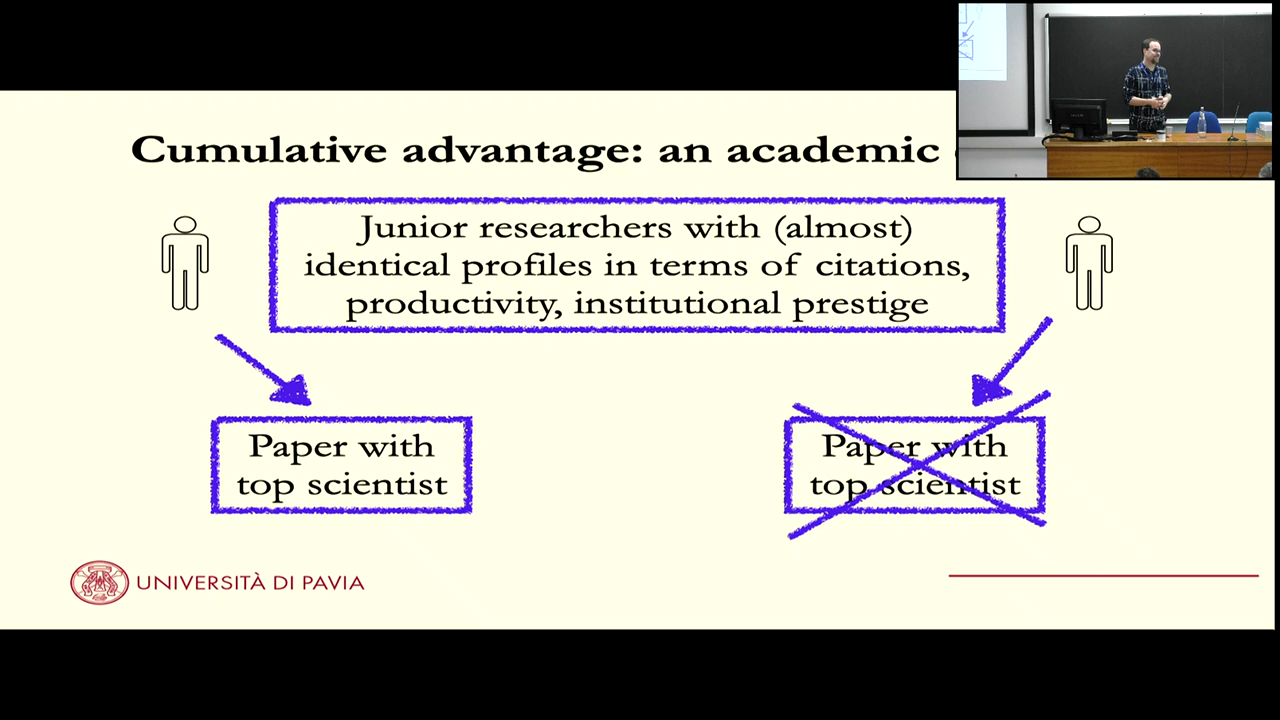 Cumulative advantage: an academic
Junior researchers with (almost)
identical profiles in terms of citations,
productivity, institutional prestige
Paper with
top scientist
Paper with
top scientist
UNIVERSITÀ DI PAVIA